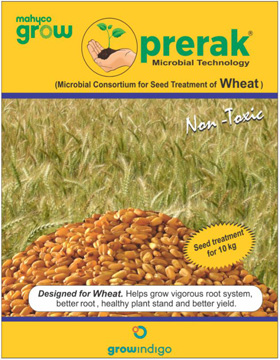 mahyco
grow
prerak®
Microbial Technology
(Microbial Consortium for Seed Treatment of Wheat)
Non-Toxic
Seed treatment
for 10 kg
Designed for Wheat. Helps grow vigorous root system,
better root, healthy plant stand and better yield.
growindigo